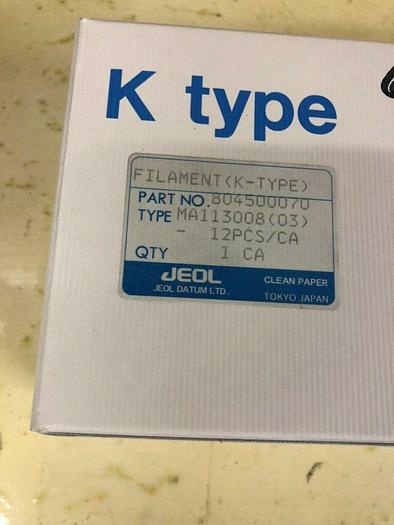 K type
FILAMENT(K-TYPE)
PART NO. 804500070
TYPE MA113008(03)
- 12PCS/CA
QTY 1 CA
JEOL CLEAN PAPER
JEOL DATUM LTD. TOKYO JAPAN